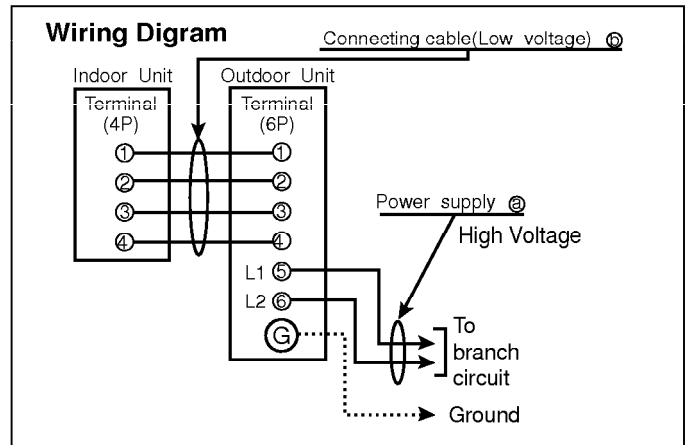 Wiring Digram
Connecting cable(Low voltage) ⓑ
Indoor Unit
Outdoor Unit
Terminal
(4P)
Terminal
(6P)
① ①
② ②
③ ③
④ ④
Power supply ⓐ
High Voltage
L1 ⑤
L2 ⑥
G
To
branch
circuit
Ground